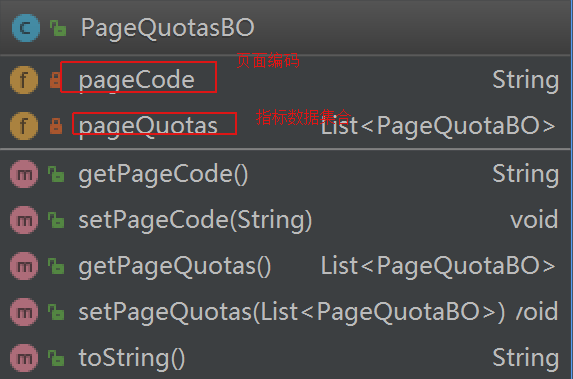 PageQuotasBO
页面编码
pageCode String
指标数据集合
pageQuotas List<PageQuotaBO>
getPageCode() String
setPageCode(String) void
getPageQuotas() List<PageQuotaBO>
setPageQuotas(List<PageQuotaBO>) void
toString() String